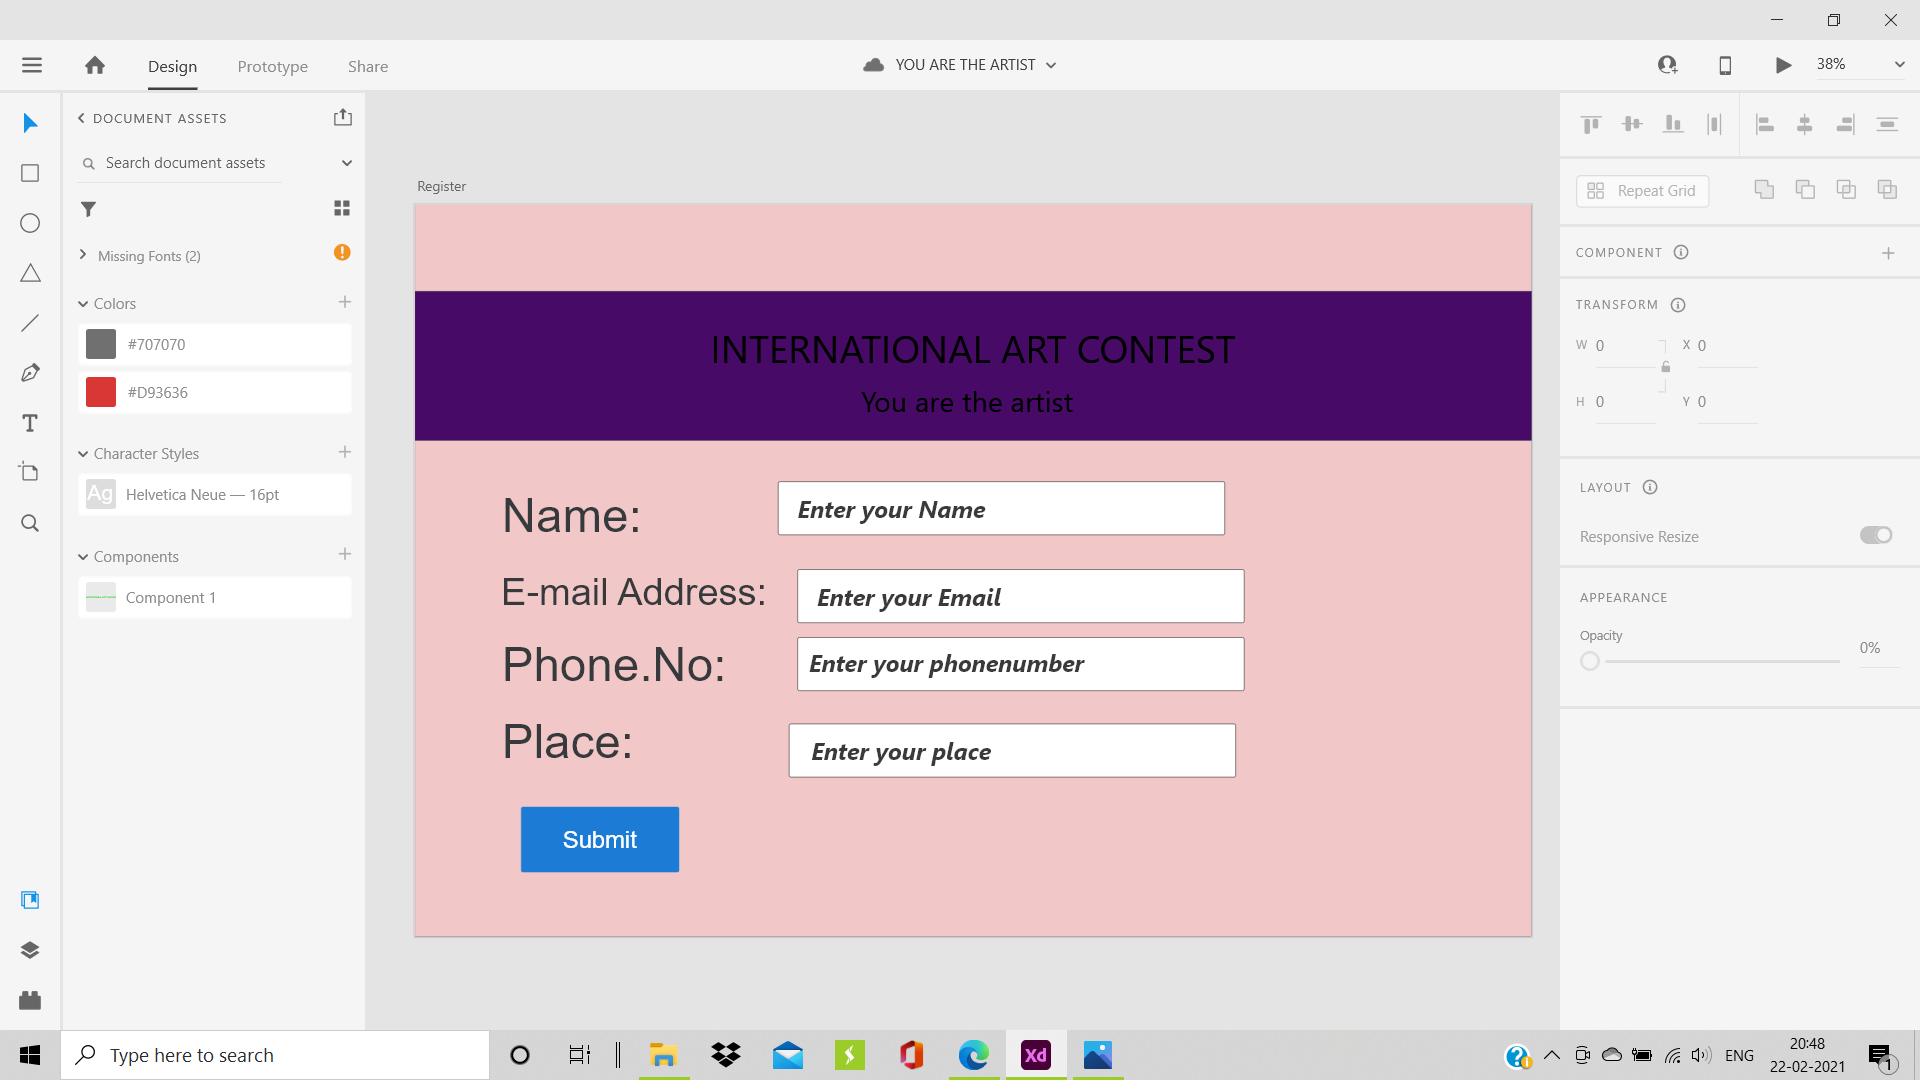 Design
Prototype
Share
YOU ARE THE ARTIST
38%
DOCUMENT ASSETS
Search document assets
Missing Fonts (2)
Colors
#707070
#D93636
Character Styles
Ag Helvetica Neue — 16pt
Components
Component 1
Register
INTERNATIONAL ART CONTEST
You are the artist
Name:
Enter your Name
E-mail Address:
Enter your Email
Phone.No:
Enter your phonenumber
Place:
Enter your place
Submit
Repeat Grid
COMPONENT
TRANSFORM
W 0 X 0
H 0 Y 0
LAYOUT
Responsive Resize
APPEARANCE
Opacity
0%
Type here to search
Xd
ENG
20:48
22-02-2021
1